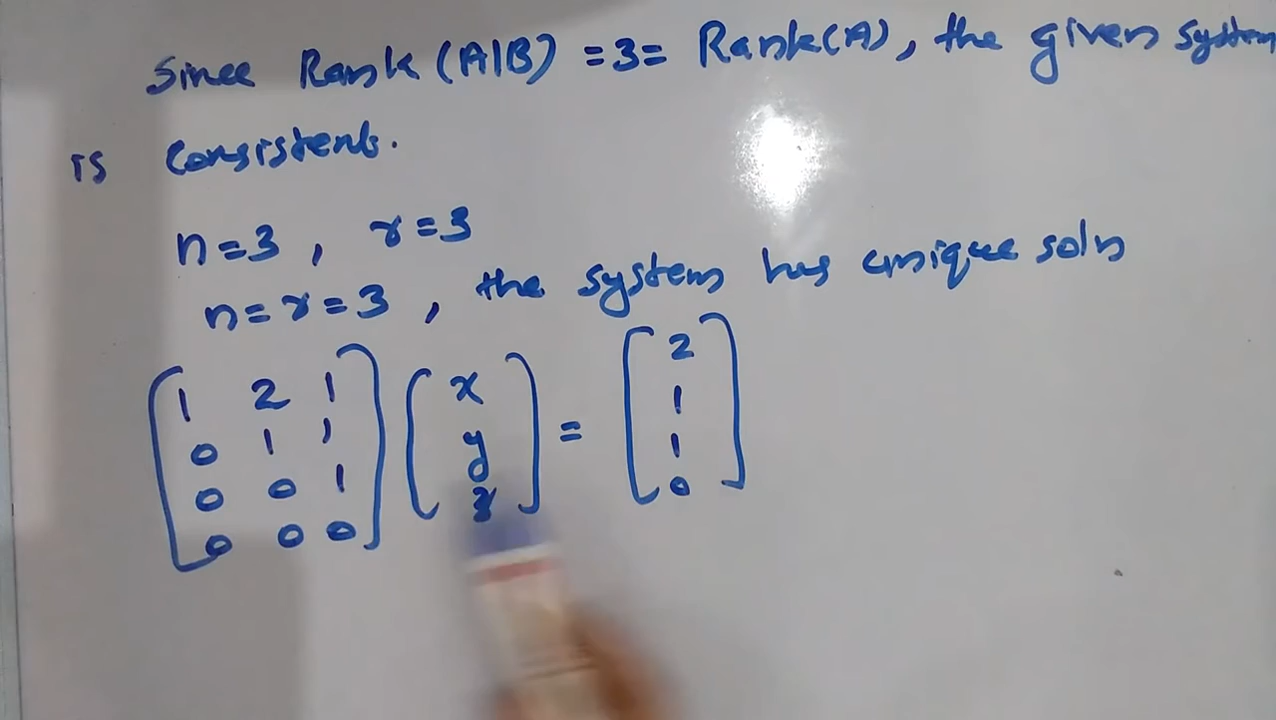 Since Rank (A|B) = 3 = Rank(A), the given system
is consistent.
n=3, r=3
n=r=3, the system has unique soln
[1 2 1] [x] = [2]
[0 1 1] [y] [1]
[0 0 1] [z] [1]
[0 0 0] [0]